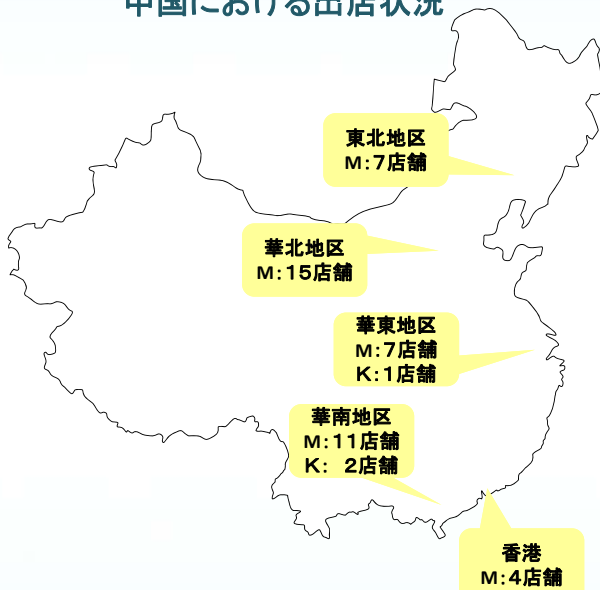 中国における出店状況
東北地区
M:7店舗
華北地区
M:15店舗
華東地区
M:7店舗
K:1店舗
華南地区
M:11店舗
K: 2店舗
香港
M:4店舗